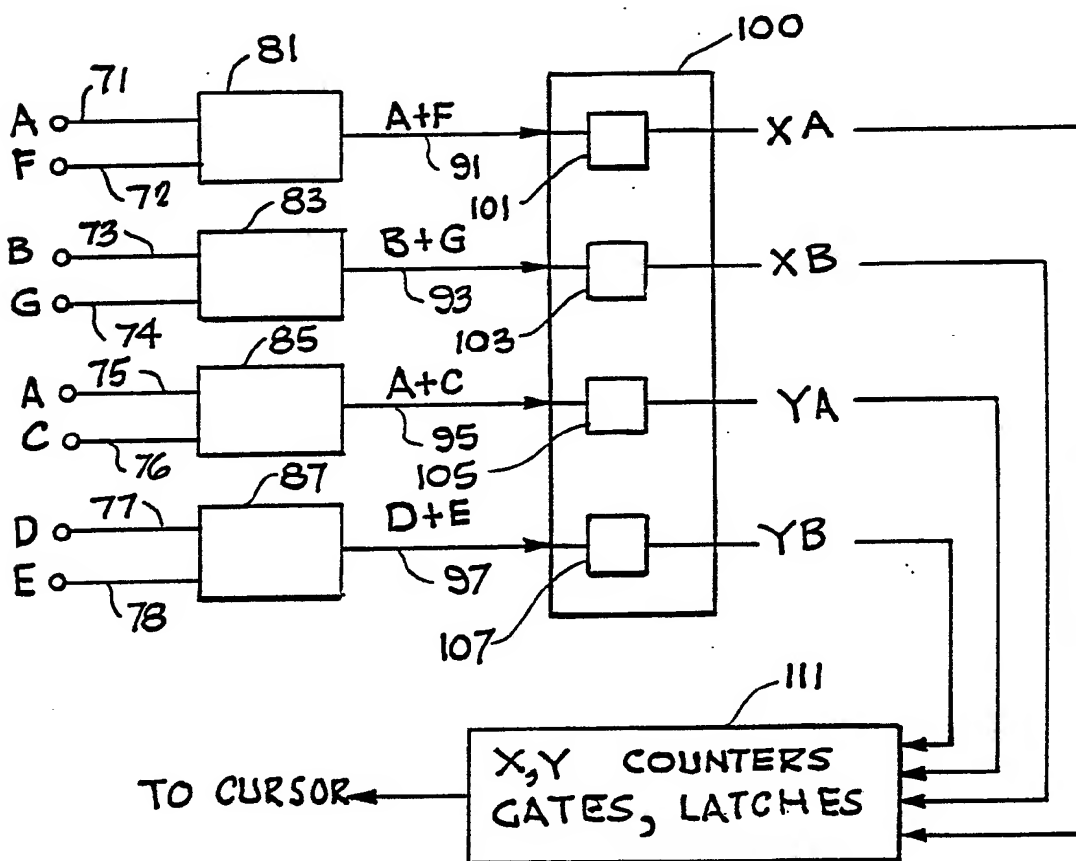 100
81
71
A
A+F
XA
F
91
72
101
83
73
B
B+G
XB
G
93
74
103
85
75
A
A+C
YA
C
95
76
105
87
77
D
D+E
YB
E
97
78
107
111
X,Y COUNTERS
GATES, LATCHES
TO CURSOR